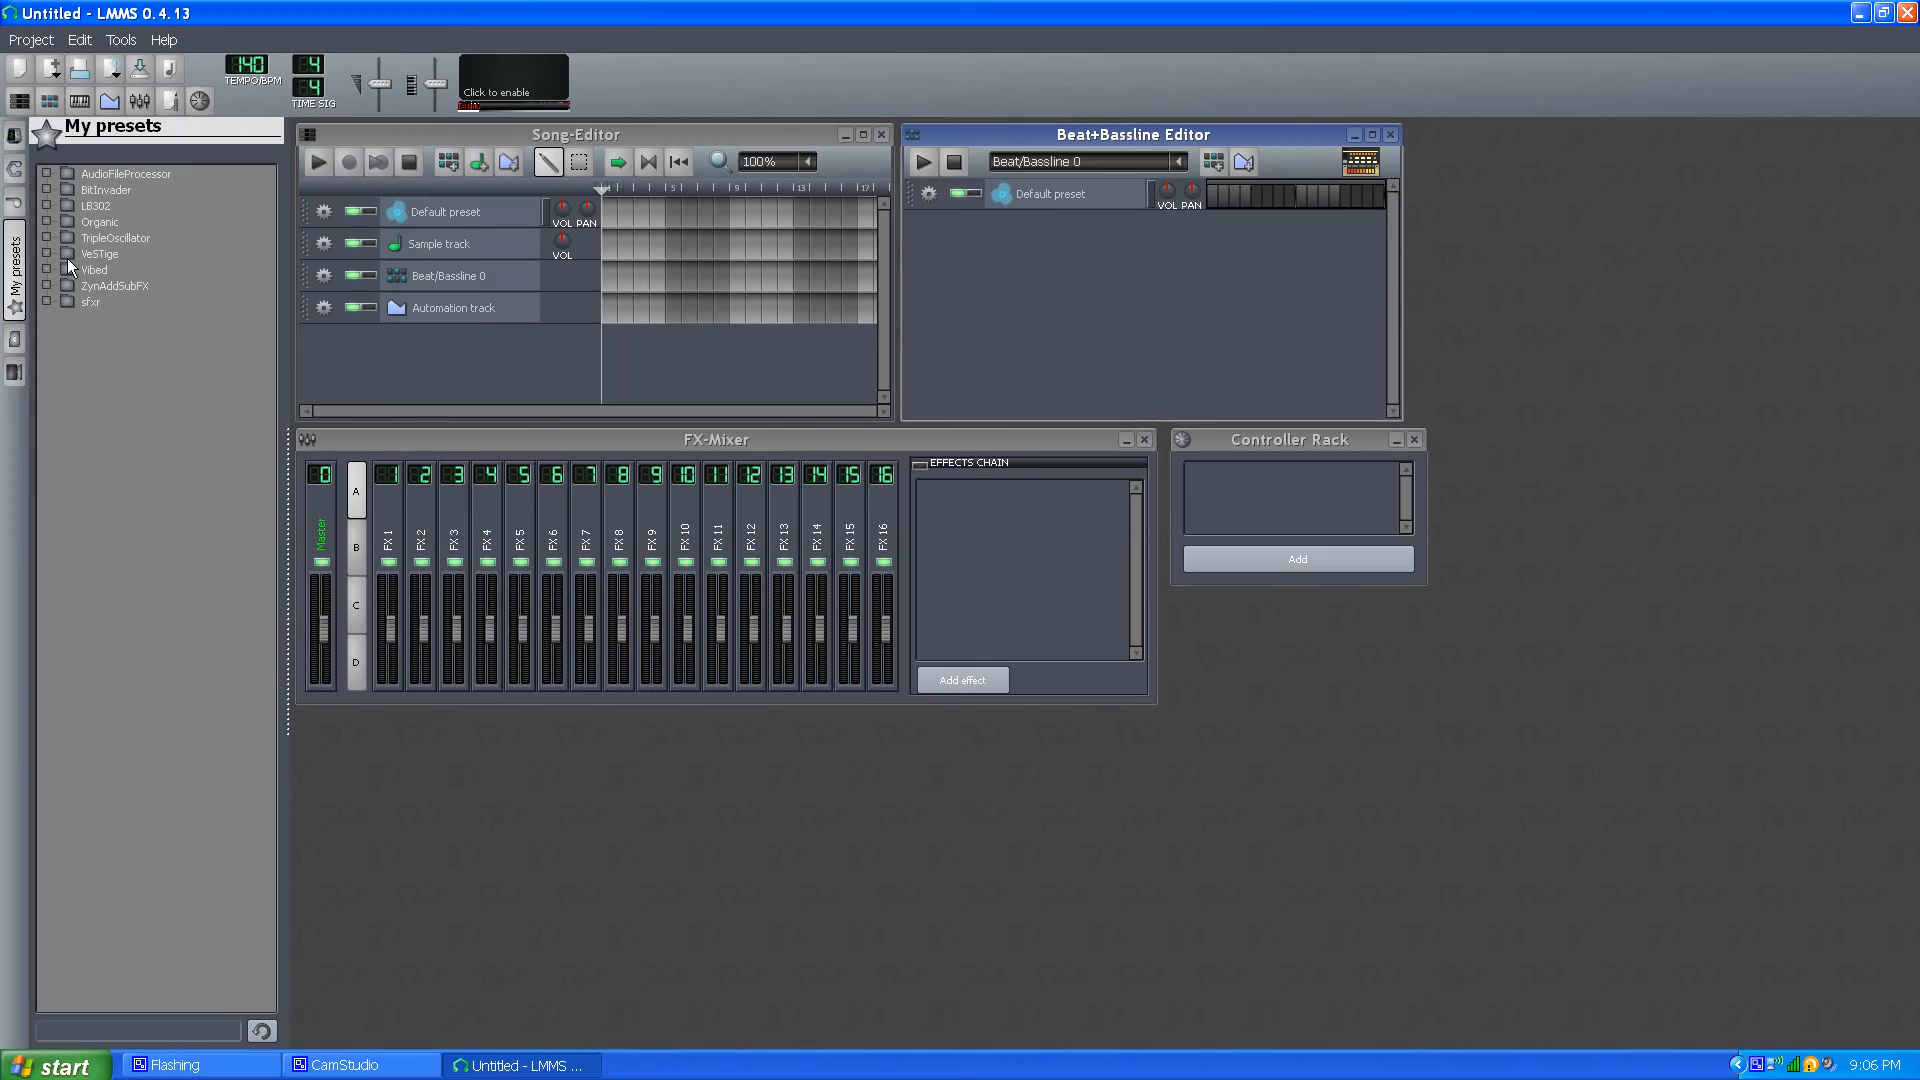 Untitled - LMMS 0.4.13
Project Edit Tools Help
140
TEMPO/BPM
4
4
TIME SIG
Click to enable
My presets
My presets
AudioFileProcessor
BitInvader
LB302
Organic
TripleOscillator
VeSTige
Vibed
ZynAddSubFX
sfxr
Song-Editor
100%
5 9 13 17
Default preset
VOL PAN
Sample track
VOL
Beat/Bassline 0
Automation track
Beat+Bassline Editor
Beat/Bassline 0
Default preset
VOL PAN
FX-Mixer
0 1 2 3 4 5 6 7 8 9 10 11 12 13 14 15 16
Master FX 1 FX 2 FX 3 FX 4 FX 5 FX 6 FX 7 FX 8 FX 9 FX 10 FX 11 FX 12 FX 13 FX 14 FX 15 FX 16
A
B
C
D
EFFECTS CHAIN
Add effect
Controller Rack
Add
start
Flashing
CamStudio
Untitled - LMMS ...
9:06 PM